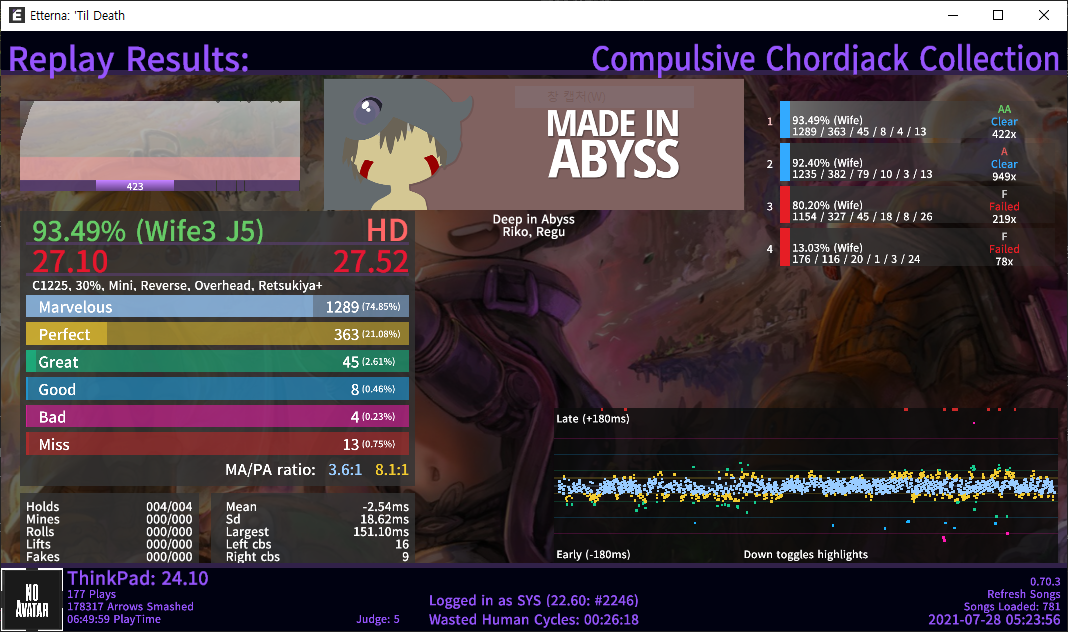 Etterna: 'Til Death
Replay Results:
Compulsive Chordjack Collection
423
MADE IN
ABYSS
Deep in Abyss
Riko, Regu
1
93.49% (Wife)
1289 / 363 / 45 / 8 / 4 / 13
AA
Clear
422x
2
92.40% (Wife)
1235 / 382 / 79 / 10 / 3 / 13
A
Clear
949x
3
80.20% (Wife)
1154 / 327 / 45 / 18 / 8 / 26
F
Failed
219x
4
13.03% (Wife)
176 / 116 / 20 / 1 / 3 / 24
F
Failed
78x
93.49% (Wife3 J5) HD
27.10 27.52
C1225, 30%, Mini, Reverse, Overhead, Retsukiya+
Marvelous 1289 (74.85%)
Perfect 363 (21.08%)
Great 45 (2.61%)
Good 8 (0.46%)
Bad 4 (0.23%)
Miss 13 (0.75%)
MA/PA ratio: 3.6:1 8.1:1
Holds 004/004
Mines 000/000
Rolls 000/000
Lifts 000/000
Fakes 000/000
Mean -2.54ms
Sd 18.62ms
Largest 151.10ms
Left cbs 16
Right cbs 9
Late (+180ms)
Early (-180ms)
Down toggles highlights
NO
AVATAR
ThinkPad: 24.10
177 Plays
178317 Arrows Smashed
06:49:59 PlayTime
Judge: 5
Logged in as SYS (22.60: #2246)
Wasted Human Cycles: 00:26:18
0.70.3
Refresh Songs
Songs Loaded: 781
2021-07-28 05:23:56